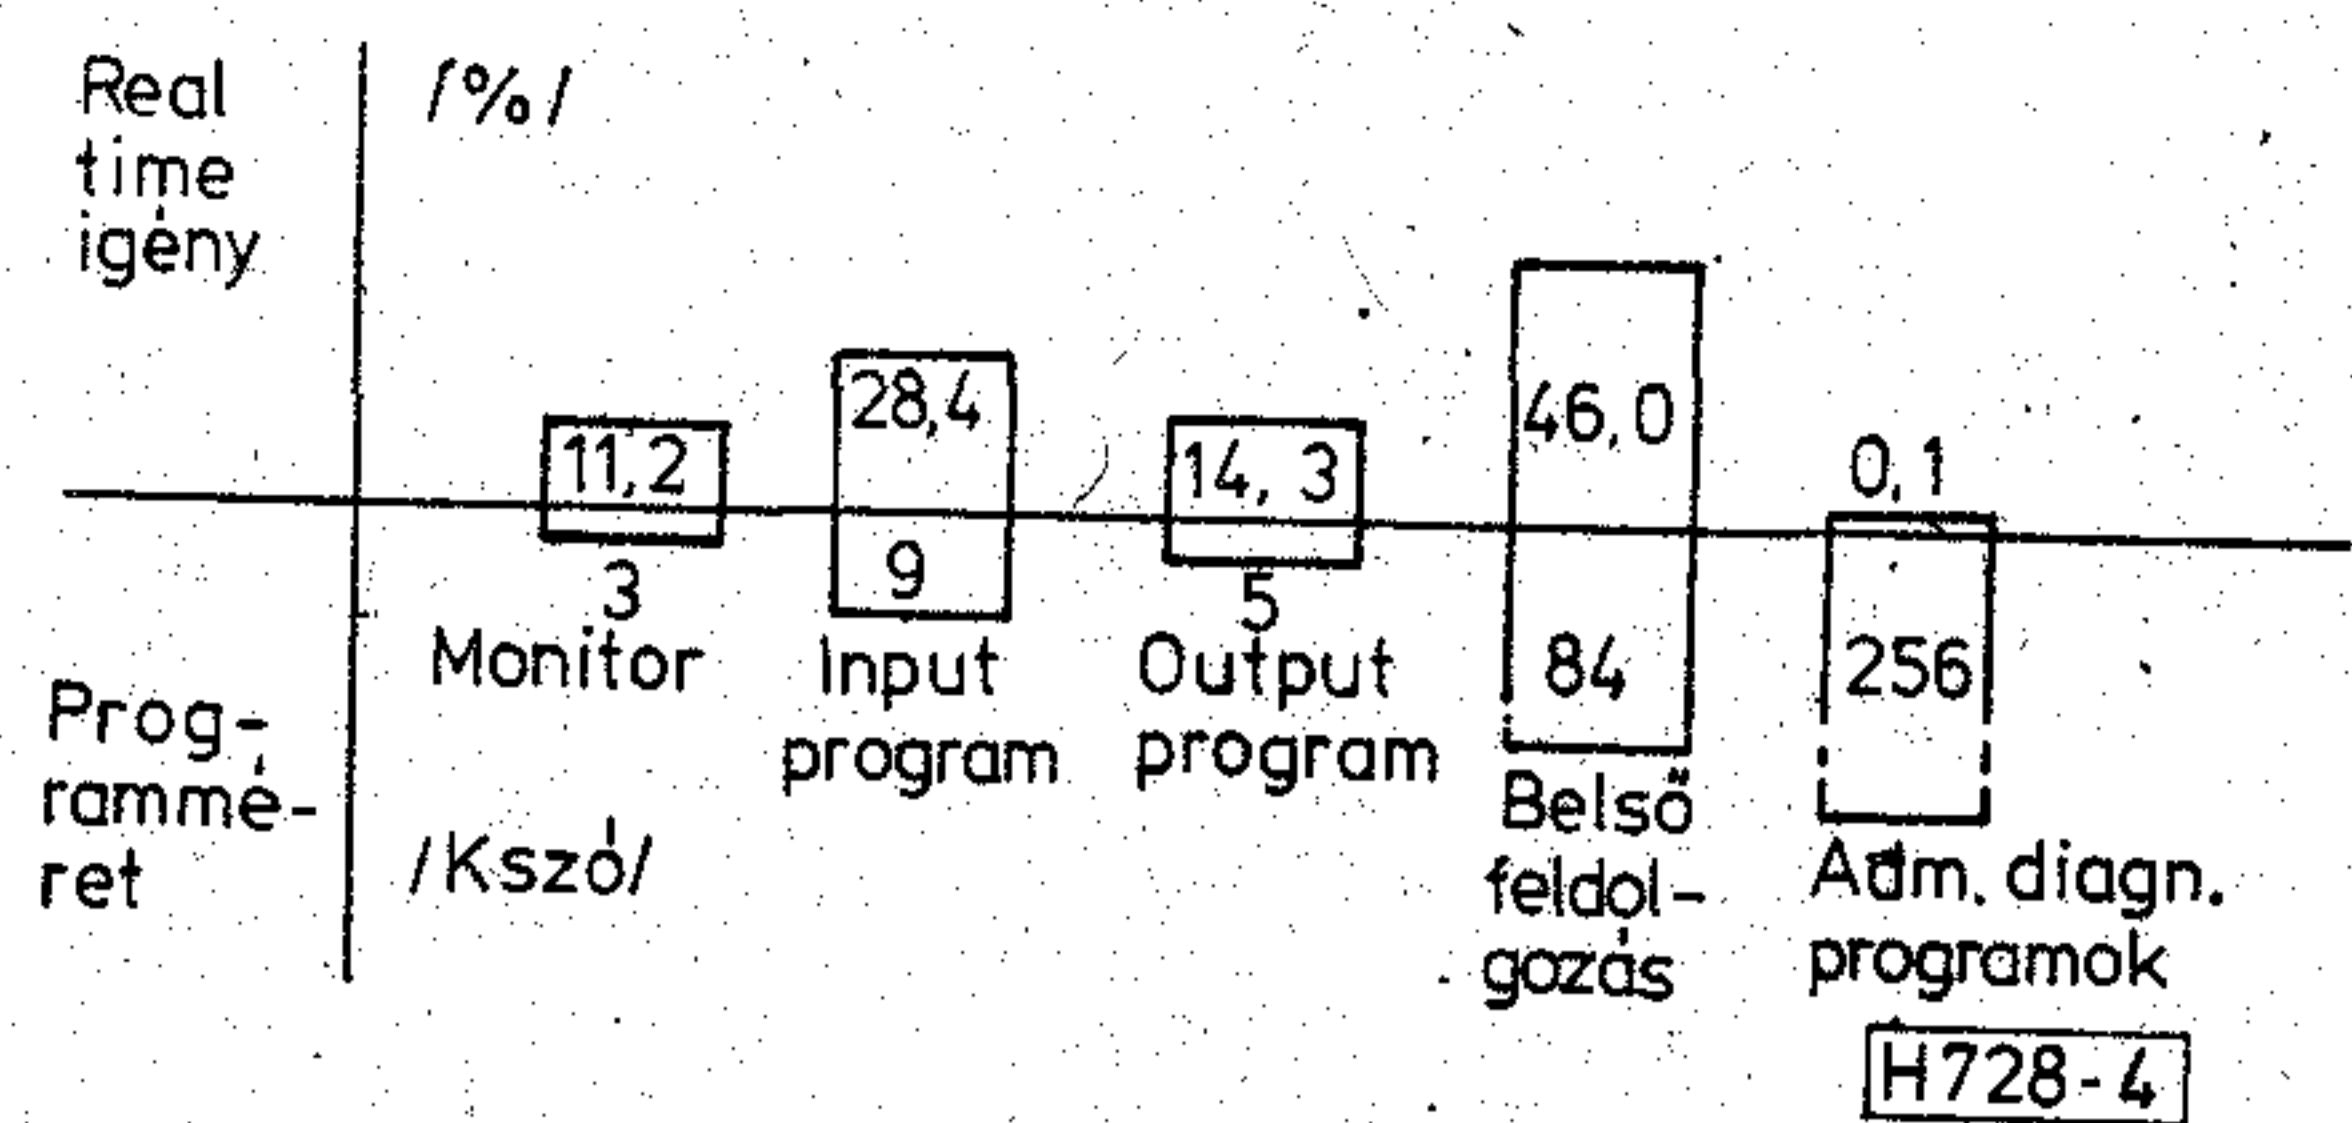 Real
time
igény
/%/
11,2
28,4
14,3
46,0
0,1
3
9
5
84
256
Monitor
Input
program
Output
program
Belső
feldol-
gozás
Adm. diagn.
programok
Prog-
rammé-
ret
/Kszó/
H728-4